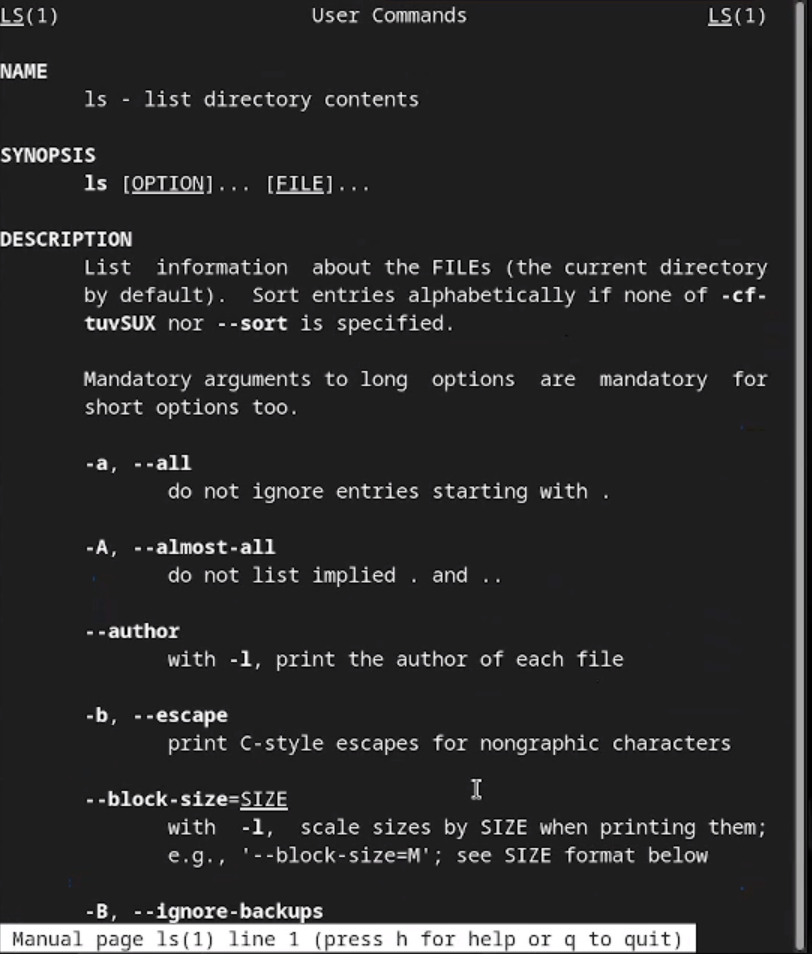 LS(1) User Commands LS(1)
NAME
ls - list directory contents
SYNOPSIS
ls [OPTION]... [FILE]...
DESCRIPTION
List information about the FILEs (the current directory
by default). Sort entries alphabetically if none of -cf-
tuvSUX nor --sort is specified.
Mandatory arguments to long options are mandatory for
short options too.
-a, --all
do not ignore entries starting with .
-A, --almost-all
do not list implied . and ..
--author
with -l, print the author of each file
-b, --escape
print C-style escapes for nongraphic characters
--block-size=SIZE
with -l, scale sizes by SIZE when printing them;
e.g., '--block-size=M'; see SIZE format below
-B, --ignore-backups
Manual page ls(1) line 1 (press h for help or q to quit)